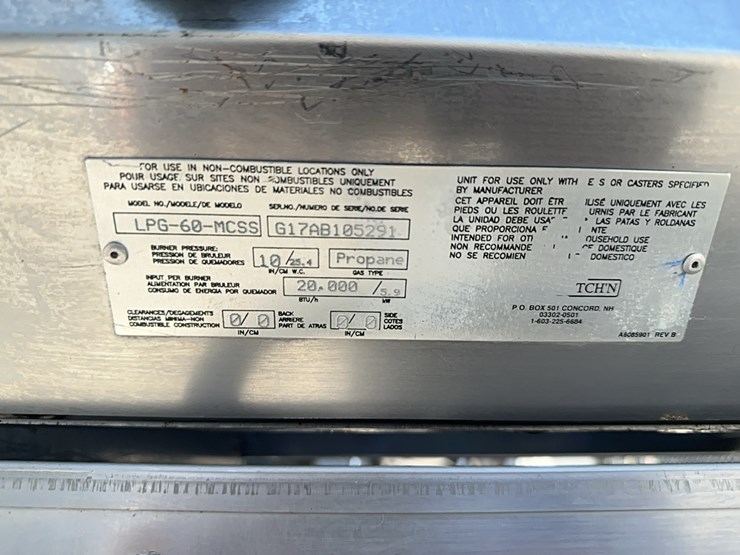 FOR USE IN NON-COMBUSTIBLE LOCATIONS ONLY
POUR USAGE SUR SITES NON COMBUSTIBLES UNIQUEMENT
PARA USARSE EN UBICACIONES DE MATERIALES NO COMBUSTIBLES
MODEL NO./MODELE/DE MODELO
SERI.NO./NUMERO DE SERIE/NO.DE SERIE
LPG-60-MCSS G17AB105291
BURNER PRESSURE:
PRESSION DE BRULEUR
PRESSION DE QUEMADORES
10/25.4 Propane
IN/CM W.C. GAS TYPE
INPUT PER BURNER
ALIMENTATION PAR BRULEUR
CONSUMO DE ENERGIA POR QUEMADOR
20,000 /5.9
BTU/h kW
CLEARANCES/DEGAGEMENTS
DISTANCIAS MINIMA-NON
COMBUSTIBLE CONSTRUCTION
0/0
IN/CM
BACK
ARRIERE
PART DE ATRAS
0/0
IN/CM
SIDE
COTES
LADOS
UNIT FOR USE ONLY WITH E S OR CASTERS SPECIFIED
BY MANUFACTURER
CET APPAREIL DOIT ÊTR ILISÉ UNIQUEMENT AVEC LES
PIEDS OU LES ROULETTE URNIS PAR LE FABRICANT
LA UNIDAD DEBE USA LAS PATAS Y ROLDANAS
QUE PROPORCIONA NTE
INTENDED FOR OT OUSEHOLD USE
NON RECOMMANDE E DOMESTIQUE
NO SE RECOMIEN DOMESTICO
TCH'N
P.O. BOX 501 CONCORD, NH
03302-0501
1-603-225-6684
A6085901 REV B